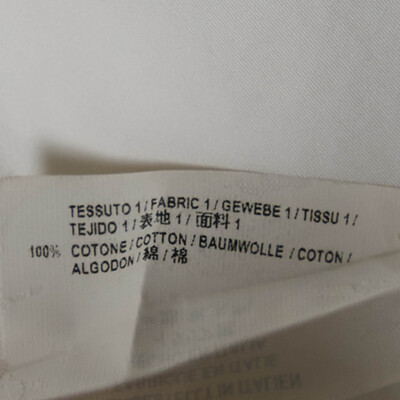 TESSUTO 1 / FABRIC 1 / GEWEBE 1 / TISSU 1 /
TEJIDO 1 / 表地 1 / 面料 1
100% COTONE / COTTON / BAUMWOLLE / COTON /
ALGODON / 綿 / 棉